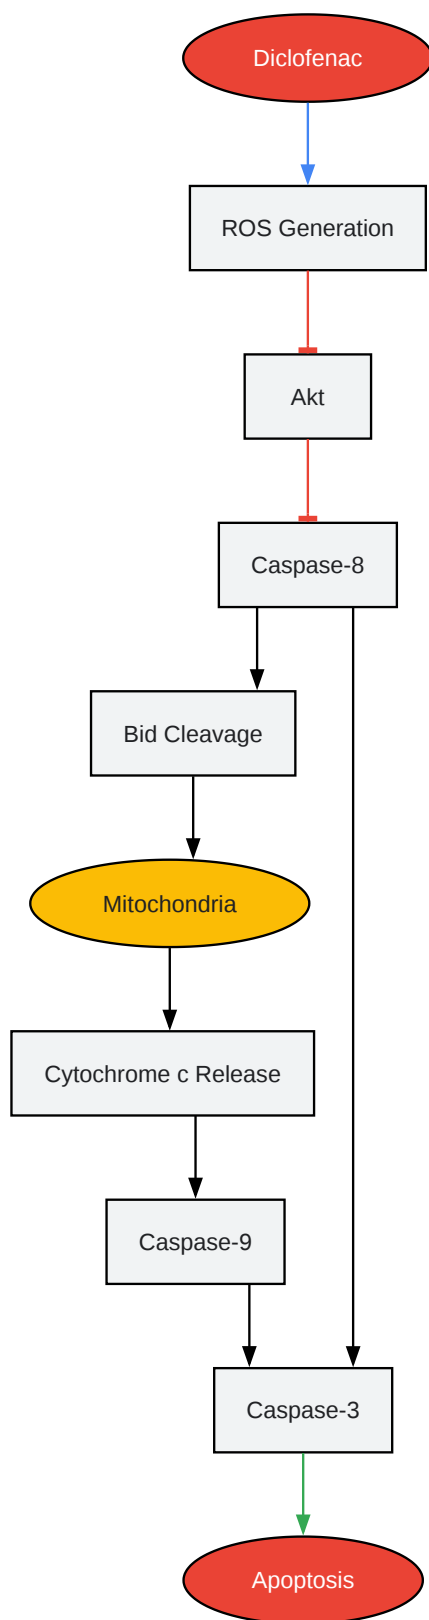 Diclofenac
ROS Generation
Akt
Caspase-8
Bid Cleavage
Mitochondria
Cytochrome c Release
Caspase-9
Caspase-3
Apoptosis